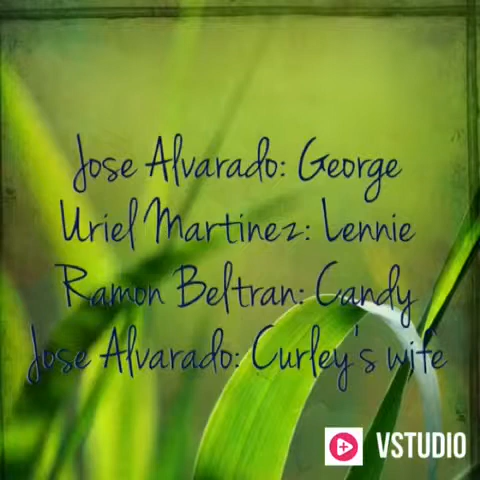 Jose Alvarado: George
Uriel Martinez: Lennie
Ramon Beltran: Candy
Jose Alvarado: Curley's wife
VSTUDIO